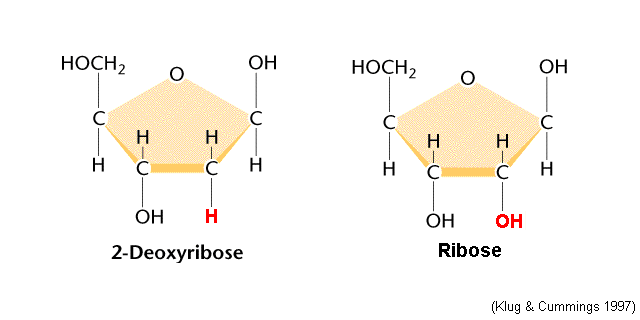 HOCH2 O OH
C C
H H H H
C C
OH H
2-Deoxyribose
HOCH2 O OH
C C
H H H H
C C
OH OH
Ribose
(Klug & Cummings 1997)